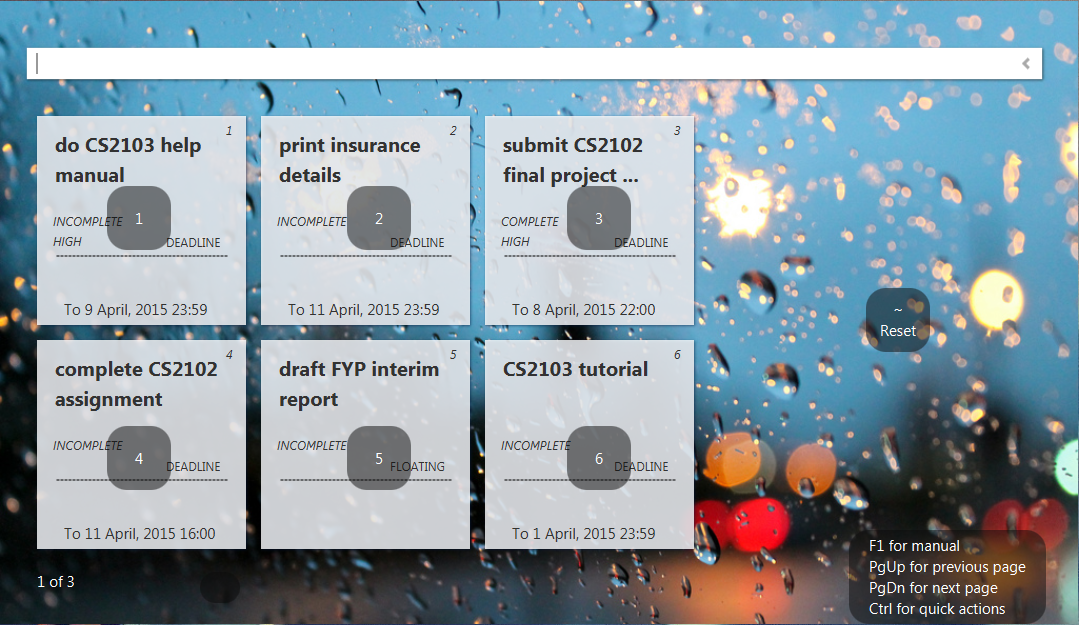 1
do CS2103 help
manual
INCOMPLETE
1
HIGH
DEADLINE
To 9 April, 2015 23:59
2
print insurance
details
INCOMPLETE
2
DEADLINE
To 11 April, 2015 23:59
3
submit CS2102
final project ...
COMPLETE
3
HIGH
DEADLINE
To 8 April, 2015 22:00
~
Reset
4
complete CS2102
assignment
INCOMPLETE
4
DEADLINE
To 11 April, 2015 16:00
5
draft FYP interim
report
INCOMPLETE
5
FLOATING
6
CS2103 tutorial
INCOMPLETE
6
DEADLINE
To 1 April, 2015 23:59
1 of 3
F1 for manual
PgUp for previous page
PgDn for next page
Ctrl for quick actions